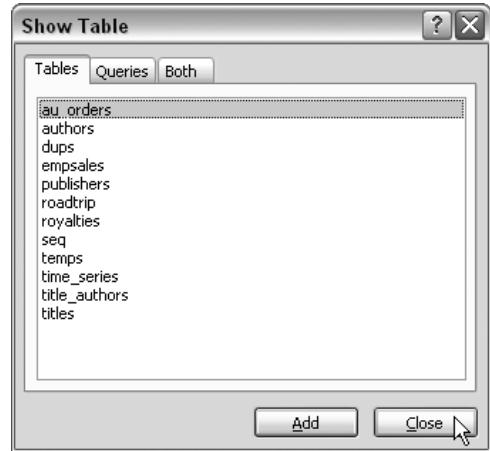 Show Table
?
Tables Queries Both
au_orders
authors
dups
empsales
publishers
roadtrip
royalties
seq
temps
time_series
title_authors
titles
Add Close